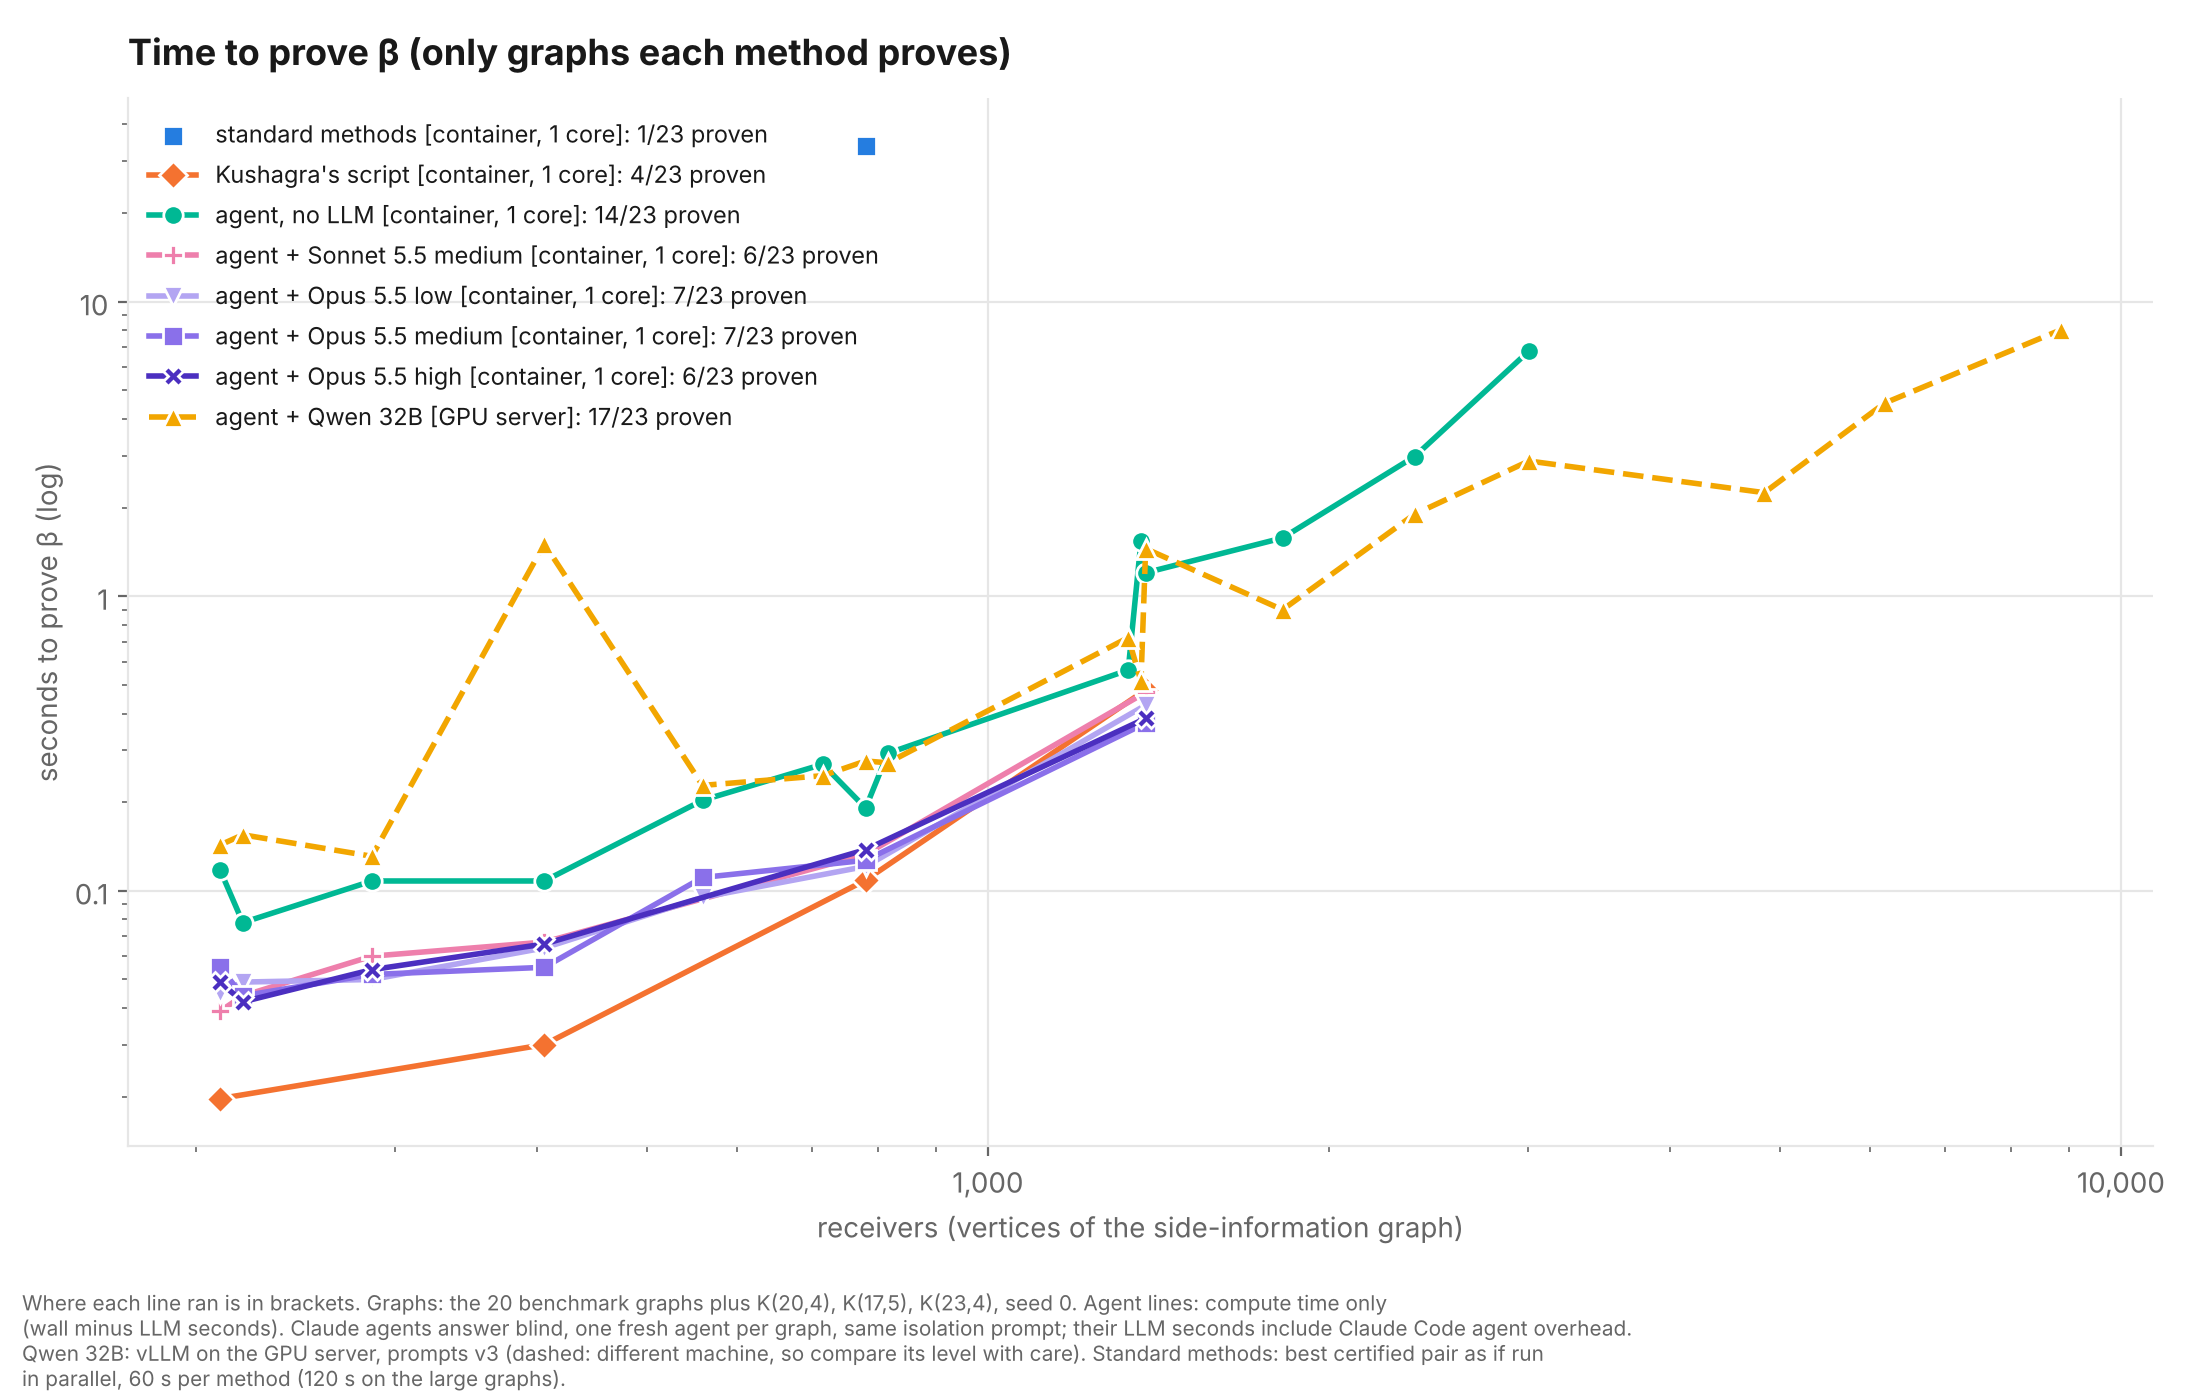 Time to prove β (only graphs each method proves)
standard methods [container, 1 core]: 1/23 proven
Kushagra's script [container, 1 core]: 4/23 proven
agent, no LLM [container, 1 core]: 14/23 proven
agent + Sonnet 5.5 medium [container, 1 core]: 6/23 proven
agent + Opus 5.5 low [container, 1 core]: 7/23 proven
agent + Opus 5.5 medium [container, 1 core]: 7/23 proven
agent + Opus 5.5 high [container, 1 core]: 6/23 proven
agent + Qwen 32B [GPU server]: 17/23 proven
seconds to prove β (log)
10
1
0.1
1,000
10,000
receivers (vertices of the side-information graph)
Where each line ran is in brackets. Graphs: the 20 benchmark graphs plus K(20,4), K(17,5), K(23,4), seed 0. Agent lines: compute time only
(wall minus LLM seconds). Claude agents answer blind, one fresh agent per graph, same isolation prompt; their LLM seconds include Claude Code agent overhead.
Qwen 32B: vLLM on the GPU server, prompts v3 (dashed: different machine, so compare its level with care). Standard methods: best certified pair as if run
in parallel, 60 s per method (120 s on the large graphs).